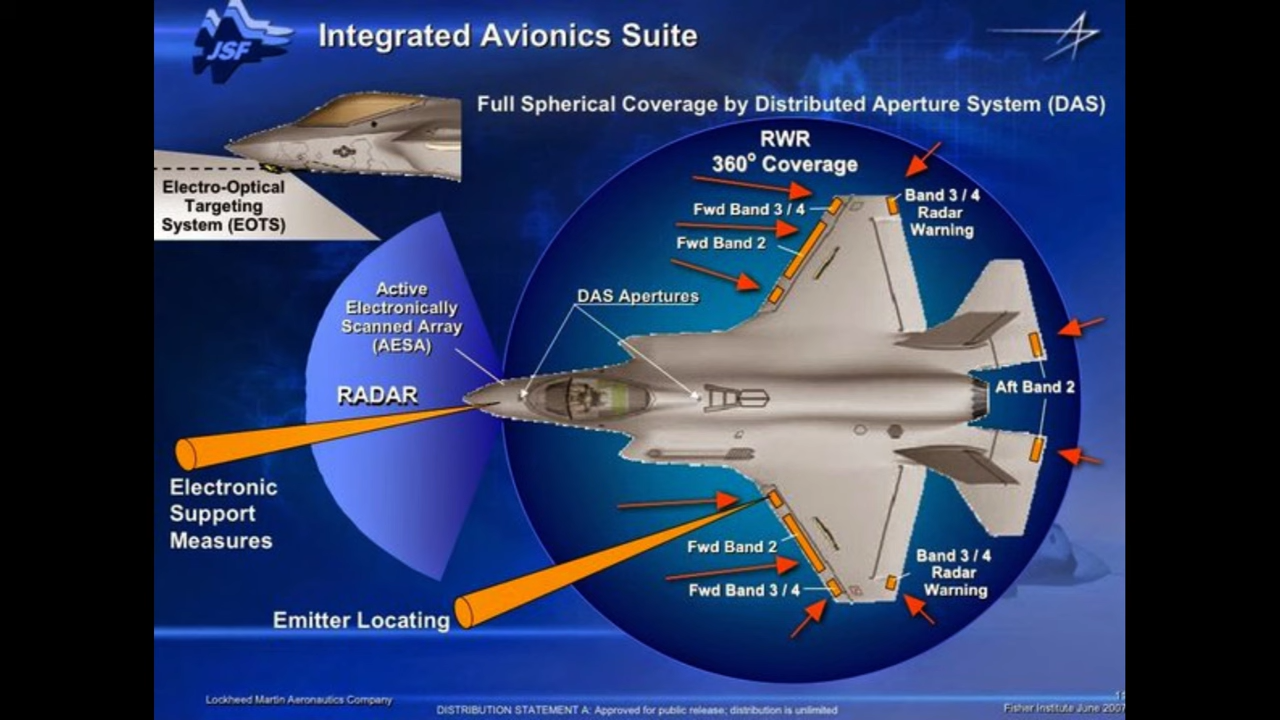 JSF
Integrated Avionics Suite
Full Spherical Coverage by Distributed Aperture System (DAS)
RWR
360° Coverage
Electro-Optical
Targeting
System (EOTS)
Fwd Band 3 / 4
Band 3 / 4
Radar
Warning
Fwd Band 2
Active
Electronically
Scanned Array
(AESA)
DAS Apertures
RADAR
Aft Band 2
Electronic
Support
Measures
Fwd Band 2
Fwd Band 3 / 4
Band 3 / 4
Radar
Warning
Emitter Locating
Lockheed Martin Aeronautics Company
DISTRIBUTION STATEMENT A: Approved for public release; distribution is unlimited
Fisher Institute June 2007